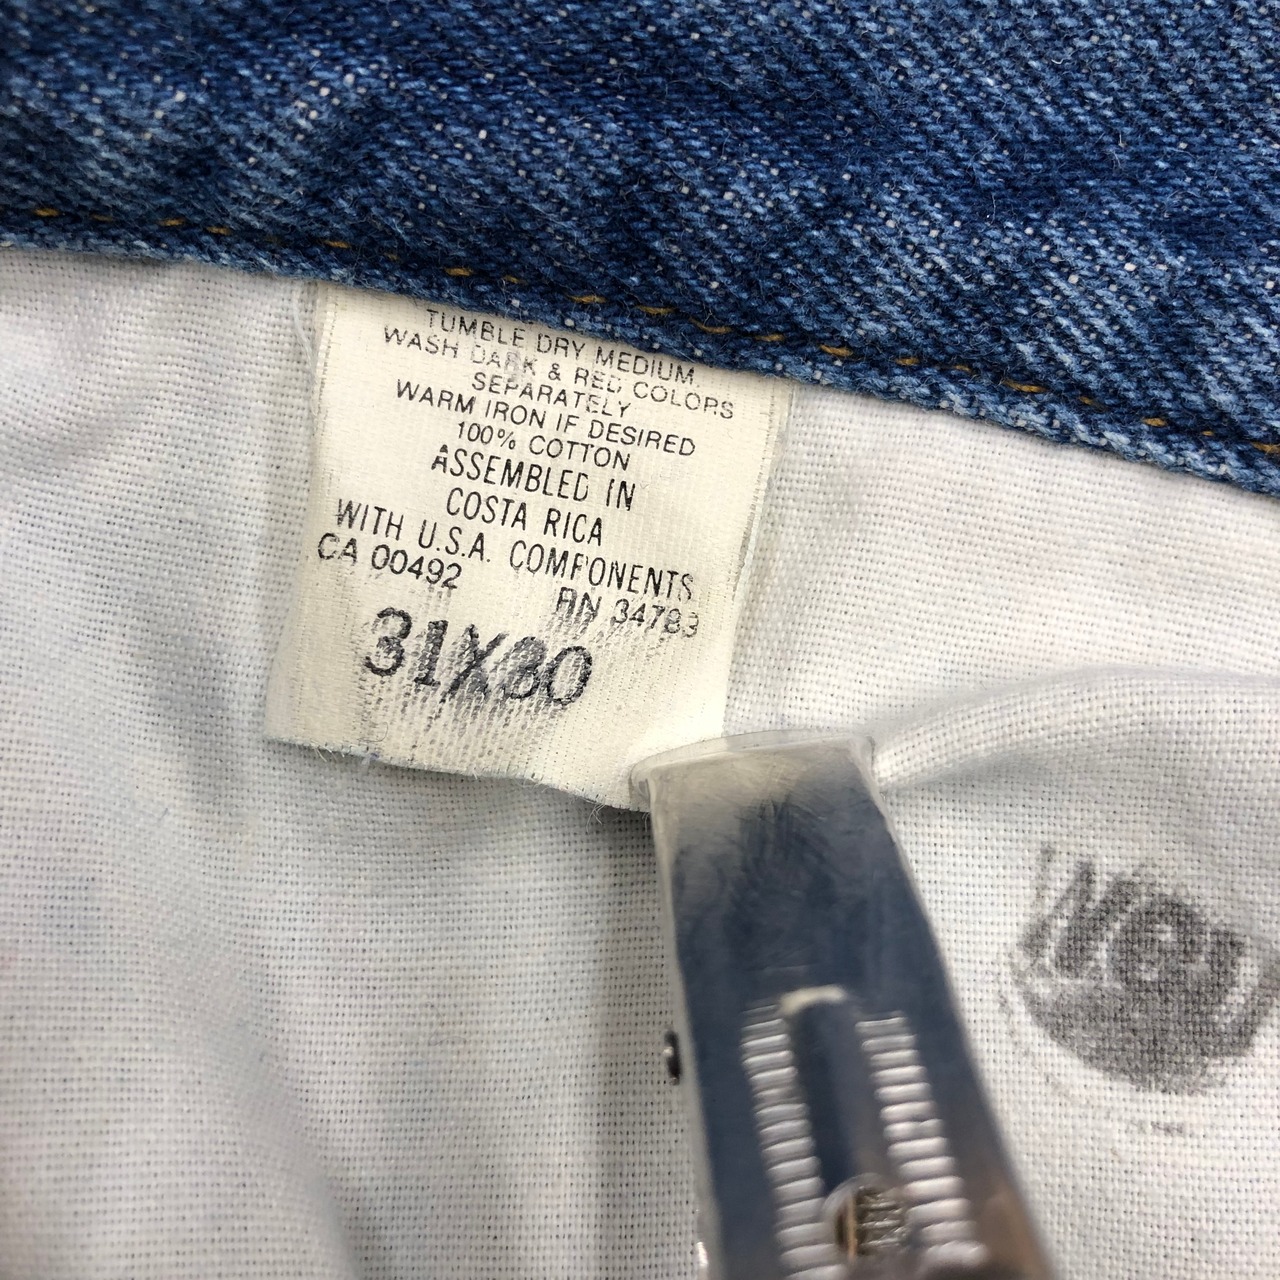 TUMBLE DRY MEDIUM.
WASH DARK & RED COLORS
SEPARATELY
WARM IRON IF DESIRED
100% COTTON
ASSEMBLED IN
COSTA RICA
WITH U.S.A. COMPONENTS
CA 00492
RN 34783
31X30